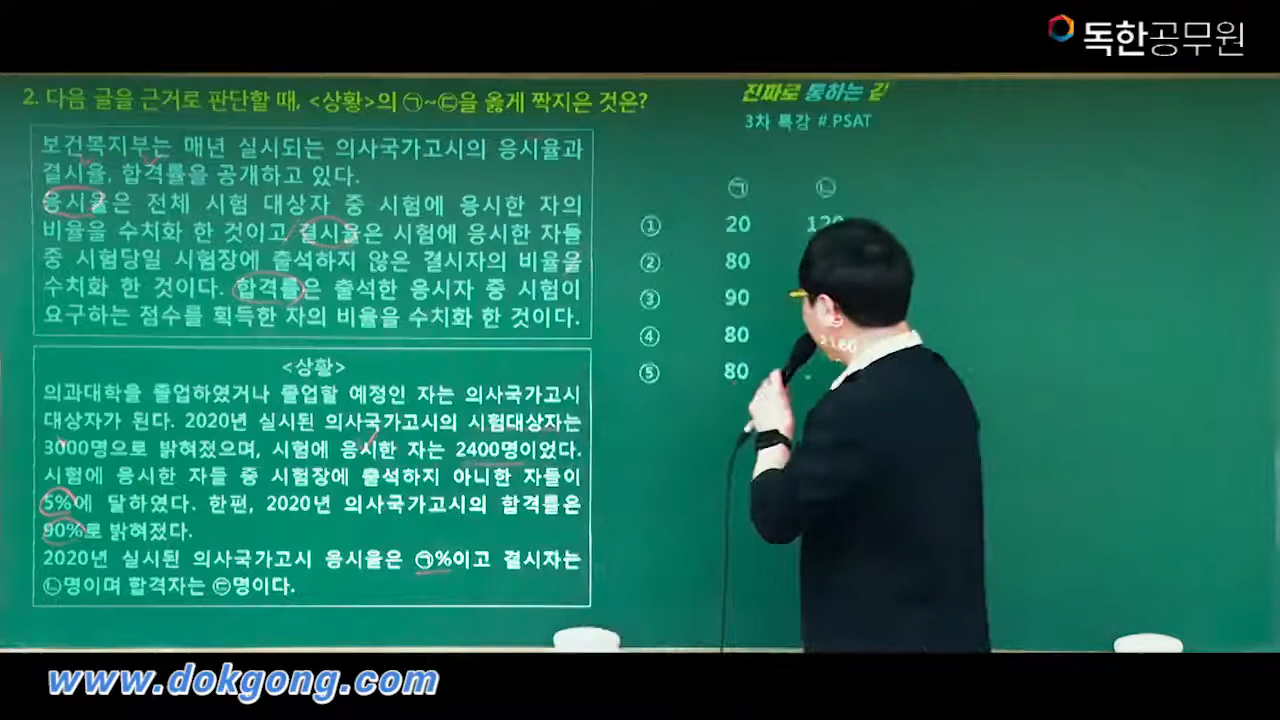 독한공무원
2. 다음 글을 근거로 판단할 때, <상황>의 ㉠~㉢을 옳게 짝지은 것은?
진짜로 통하는
3차 특강 #.PSAT
보건복지부는 매년 실시되는 의사국가고시의 응시율과
결시율, 합격률을 공개하고 있다.
응시율은 전체 시험 대상자 중 시험에 응시한 자의
비율을 수치화 한 것이고 결시율은 시험에 응시한 자들
중 시험당일 시험장에 출석하지 않은 결시자의 비율을
수치화 한 것이다. 합격률은 출석한 응시자 중 시험이
요구하는 점수를 획득한 자의 비율을 수치화 한 것이다.
<상황>
의과대학을 졸업하였거나 졸업할 예정인 자는 의사국가고시
대상자가 된다. 2020년 실시된 의사국가고시의 시험대상자는
3000명으로 밝혀졌으며, 시험에 응시한 자는 2400명이었다.
시험에 응시한 자들 중 시험장에 출석하지 아니한 자들이
5%에 달하였다. 한편, 2020년 의사국가고시의 합격률은
90%로 밝혀졌다.
2020년 실시된 의사국가고시 응시율은 ㉠%이고 결시자는
㉡명이며 합격자는 ㉢명이다.
㉠ ㉡
① 20 120
② 80
③ 90
④ 80
⑤ 80
www.dokgong.com